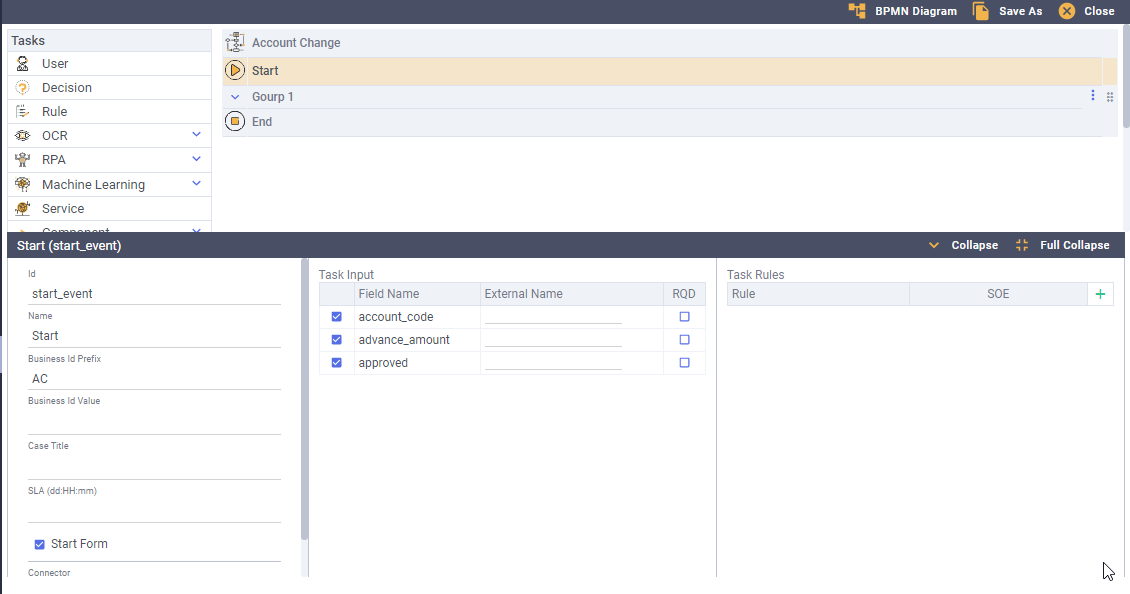 BPMN Diagram Save As Close
Tasks
User
Decision
Rule
OCR
RPA
Machine Learning
Service
Component
Account Change
Start
Gourp 1
End
Start (start_event) Collapse Full Collapse
Id
start_event
Name
Start
Business Id Prefix
AC
Business Id Value
Case Title
SLA (dd:HH:mm)
Start Form
Connector
Task Input
Field Name External Name RQD
account_code
advance_amount
approved
Task Rules
Rule SOE